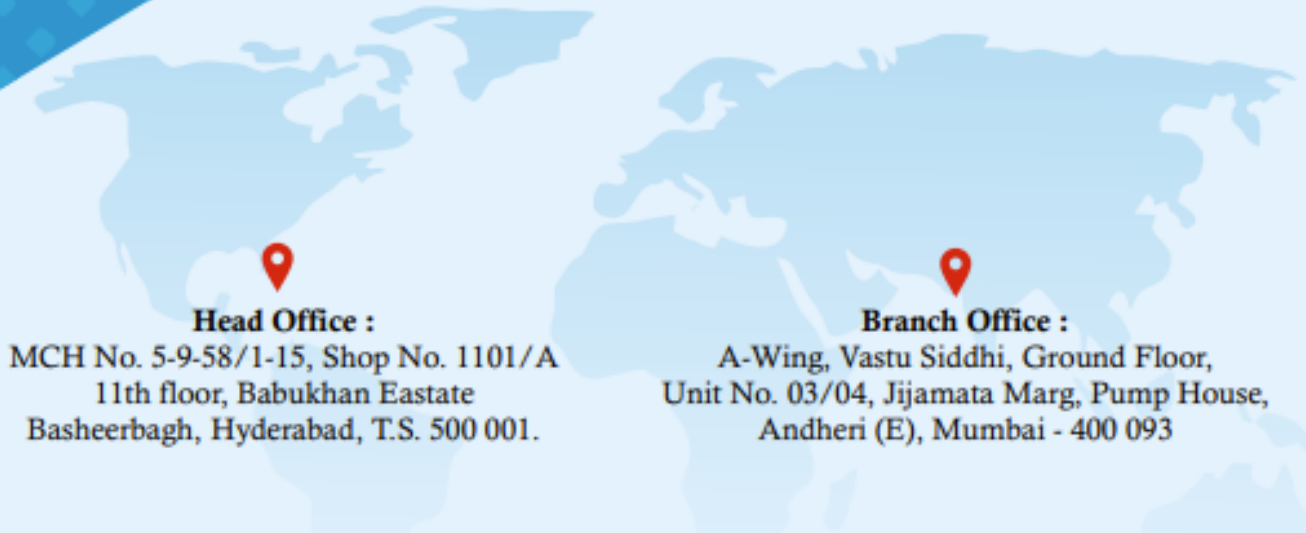 Head Office :
MCH No. 5-9-58/1-15, Shop No. 1101/A
11th floor, Babukhan Eastate
Basheerbagh, Hyderabad, T.S. 500 001.
Branch Office :
A-Wing, Vastu Siddhi, Ground Floor,
Unit No. 03/04, Jijamata Marg, Pump House,
Andheri (E), Mumbai - 400 093